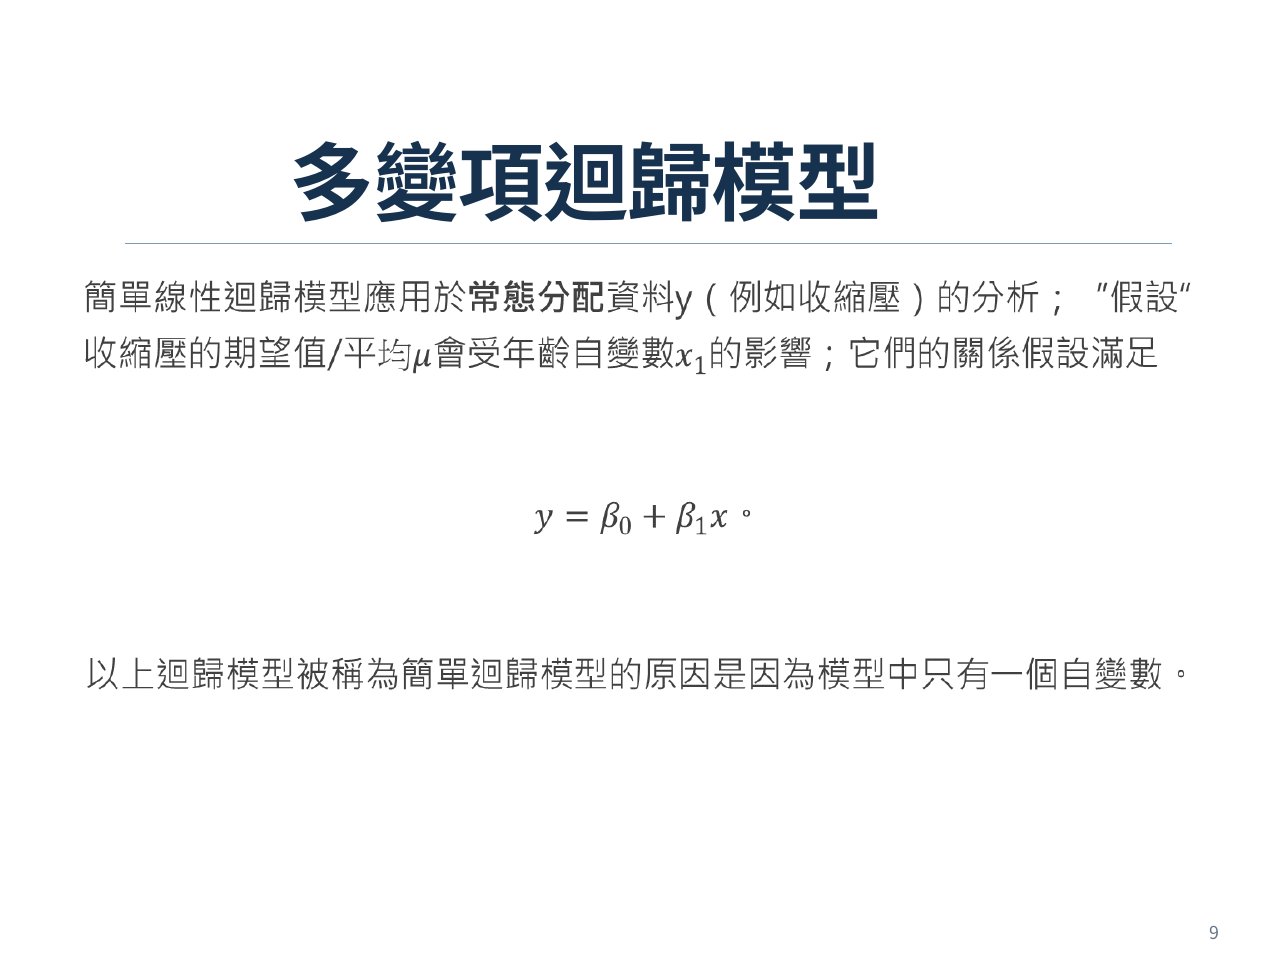 多變項迴歸模型
簡單線性迴歸模型應用於常態分配資料y（例如收縮壓）的分析； ”假設“
收縮壓的期望值/平均𝜇會受年齡自變數𝑥₁的影響；它們的關係假設滿足
𝑦 = 𝛽₀ + 𝛽₁𝑥。
以上迴歸模型被稱為簡單迴歸模型的原因是因為模型中只有一個自變數。
9